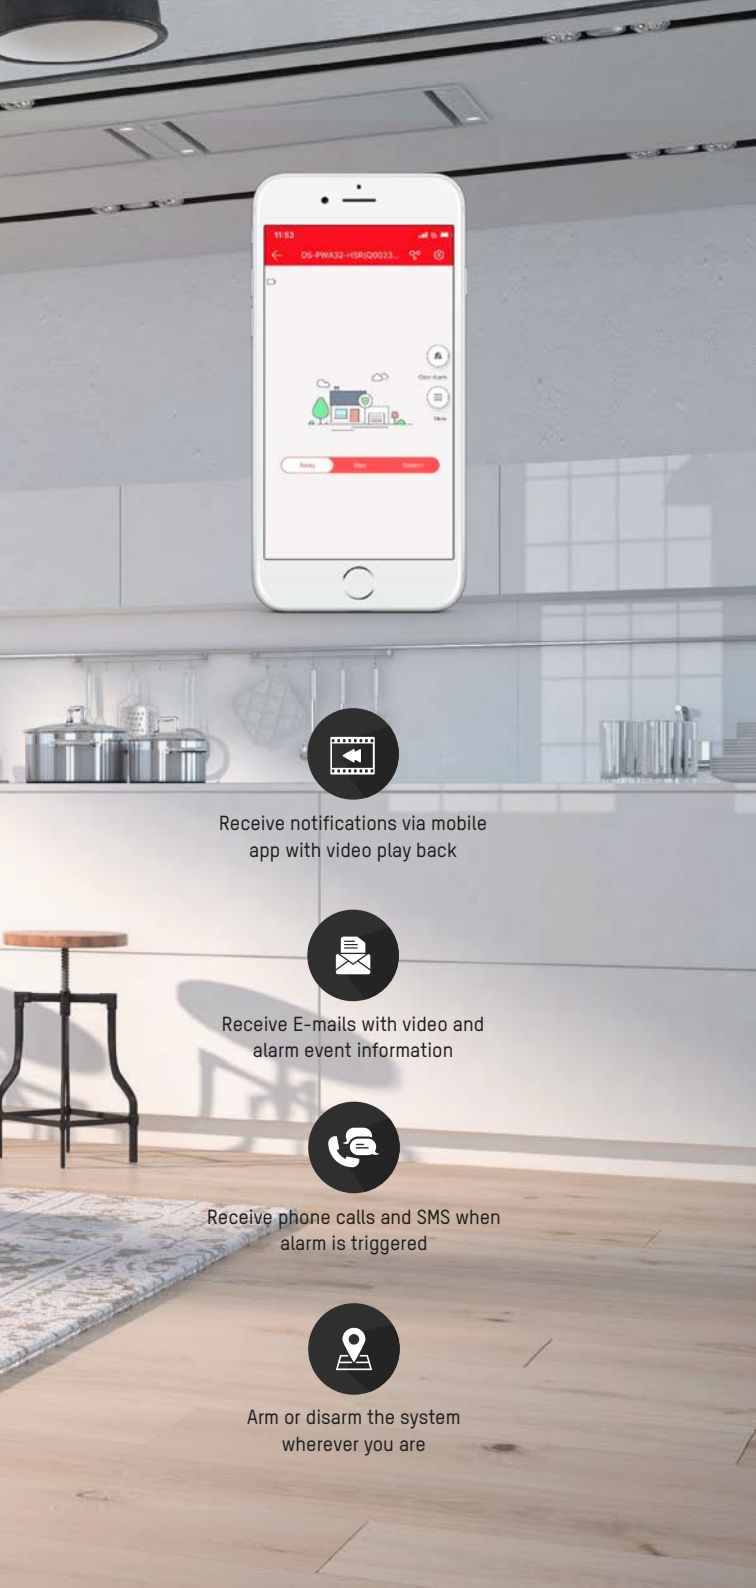 11:53
DS-PWA32-HSR(Q0023...
Away
Receive notifications via mobile
app with video play back
Receive E-mails with video and
alarm event information
Receive phone calls and SMS when
alarm is triggered
Arm or disarm the system
wherever you are